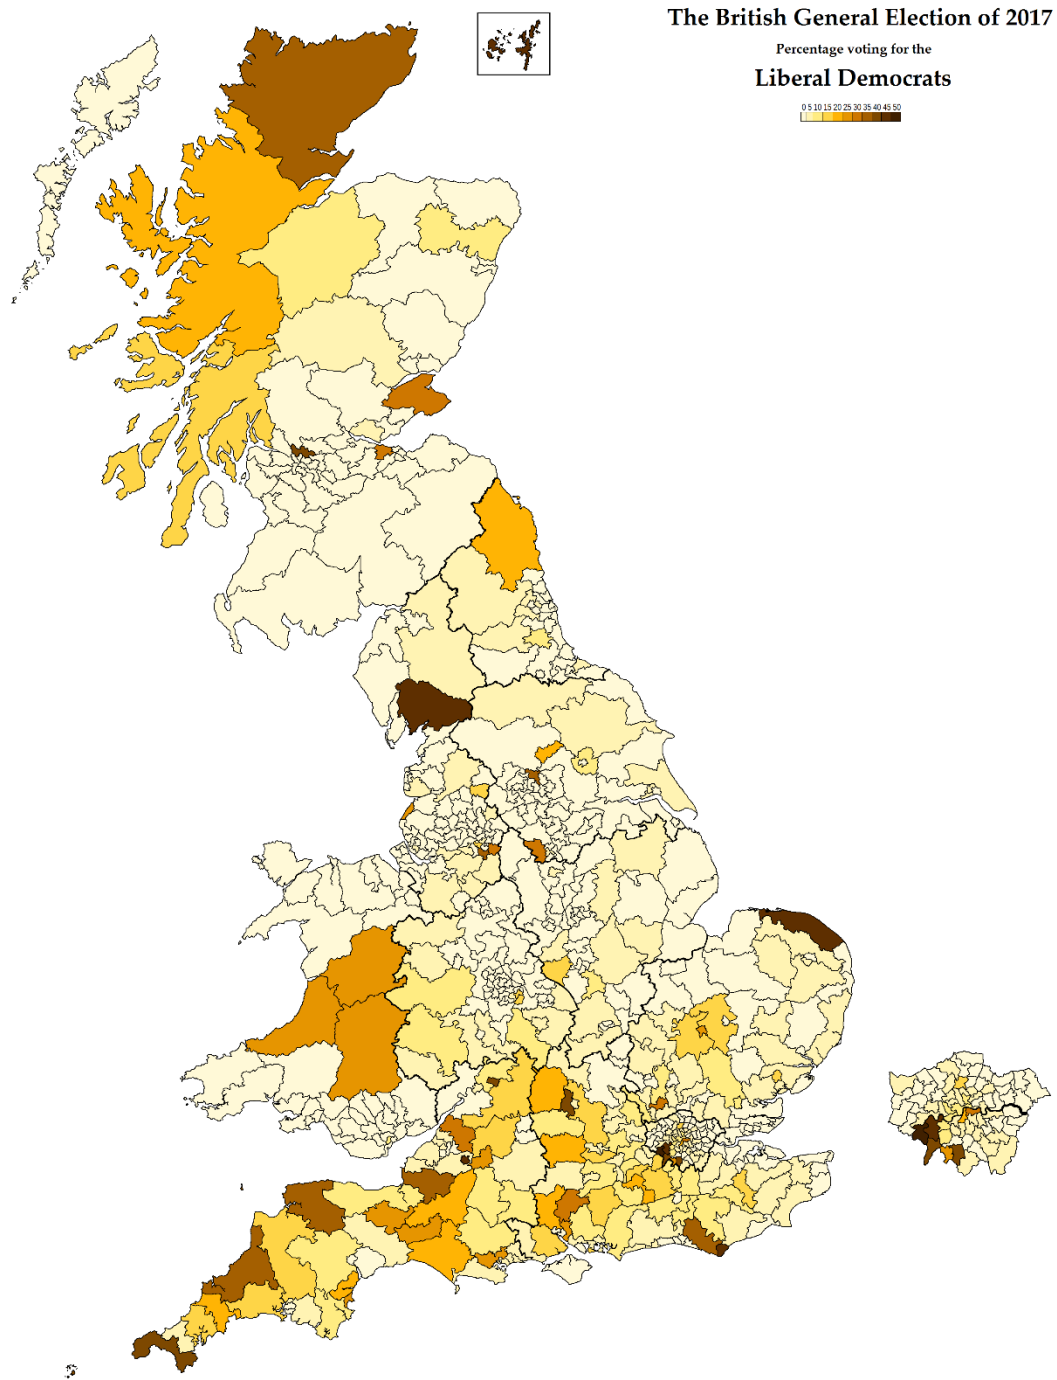 The British General Election of 2017
Percentage voting for the
Liberal Democrats
0 5 10 15 20 25 30 35 40 45 50